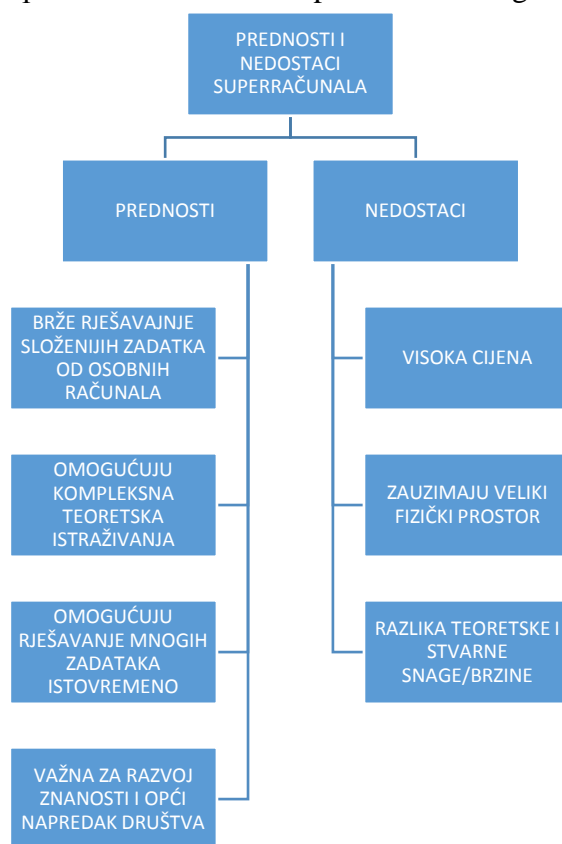 PREDNOSTI I
NEDOSTACI
SUPERRAČUNALA
PREDNOSTI
NEDOSTACI
BRŽE RJEŠAVAJNJE
SLOŽENIJIH ZADATKA
OD OSOBNIH
RAČUNALA
OMOGUĆUJU
KOMPLEKSNA
TEORETSKA
ISTRAŽIVANJA
OMOGUĆUJU
RJEŠAVANJE MNOGIH
ZADATAKA
ISTOVREMENO
VAŽNA ZA RAZVOJ
ZNANOSTI I OPĆI
NAPREDAK DRUŠTVA
VISOKA CIJENA
ZAUZIMAJU VELIKI
FIZIČKI PROSTOR
RAZLIKA TEORETSKE I
STVARNE
SNAGE/BRZINE